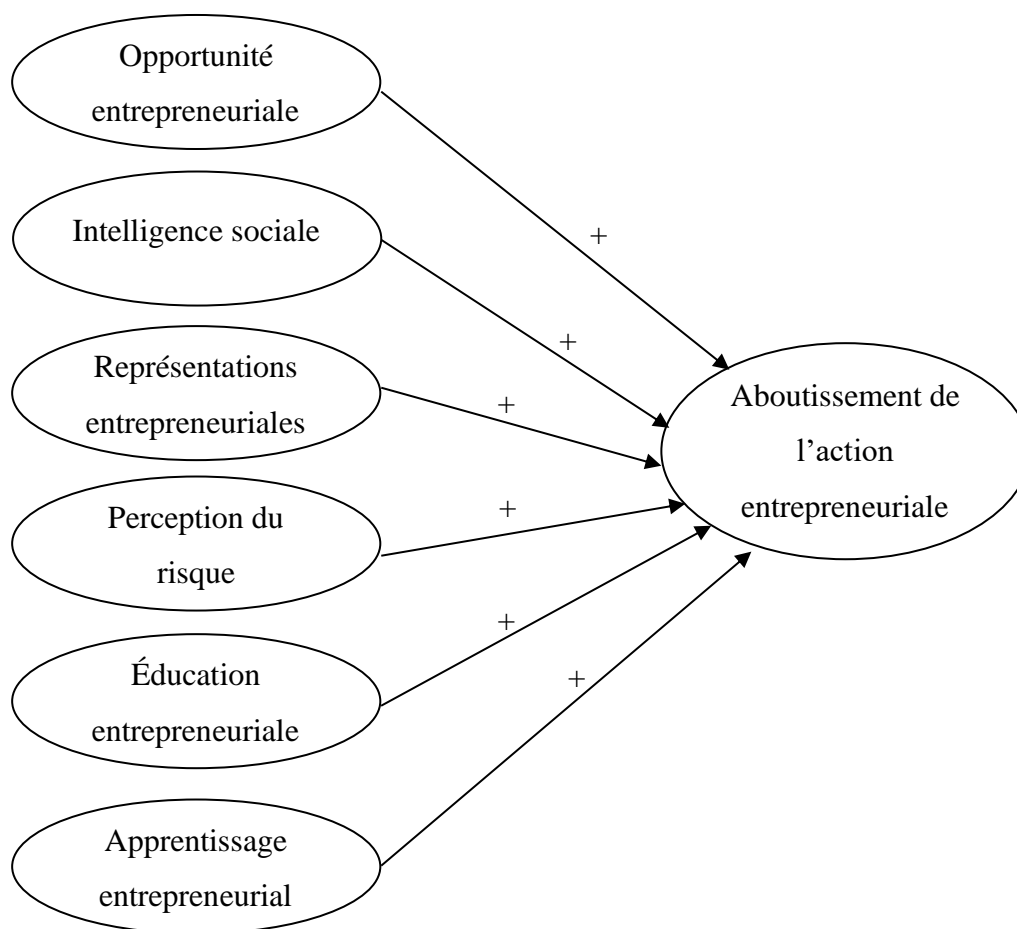 Opportunité
entrepreneuriale
+
Intelligence sociale
+
Représentations
entrepreneuriales
+
Aboutissement de
l’action
entrepreneuriale
Perception du
risque
+
Éducation
entrepreneuriale
+
Apprentissage
entrepreneurial
+